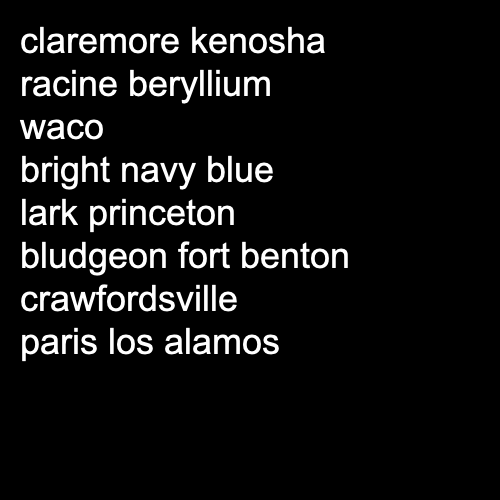 claremore kenosha
racine beryllium
waco
bright navy blue
lark princeton
bludgeon fort benton
crawfordsville
paris los alamos